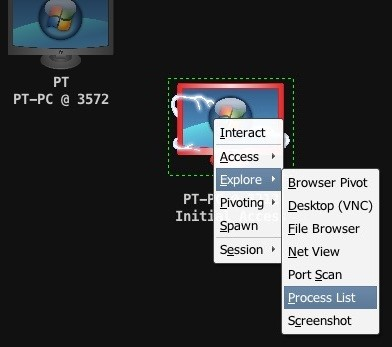 PT
PT-PC @ 3572
Interact
Access
Explore
Pivoting
Spawn
Session
Browser Pivot
Desktop (VNC)
File Browser
Net View
Port Scan
Process List
Screenshot